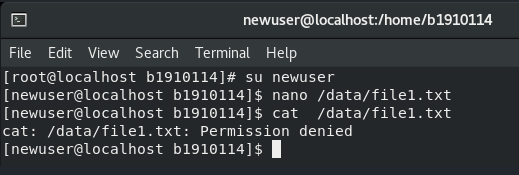 newuser@localhost:/home/b1910114
File Edit View Search Terminal Help
[root@localhost b1910114]# su newuser
[newuser@localhost b1910114]$ nano /data/file1.txt
[newuser@localhost b1910114]$ cat  /data/file1.txt
cat: /data/file1.txt: Permission denied
[newuser@localhost b1910114]$